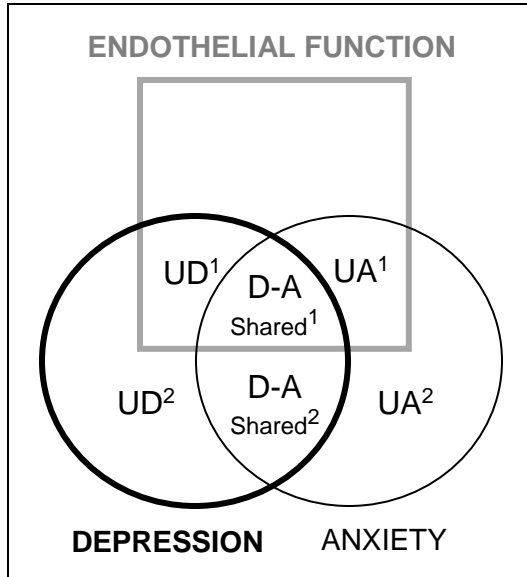 ENDOTHELIAL FUNCTION
UD¹ D-A UA¹
Shared¹
UD² D-A UA²
Shared²
DEPRESSION ANXIETY